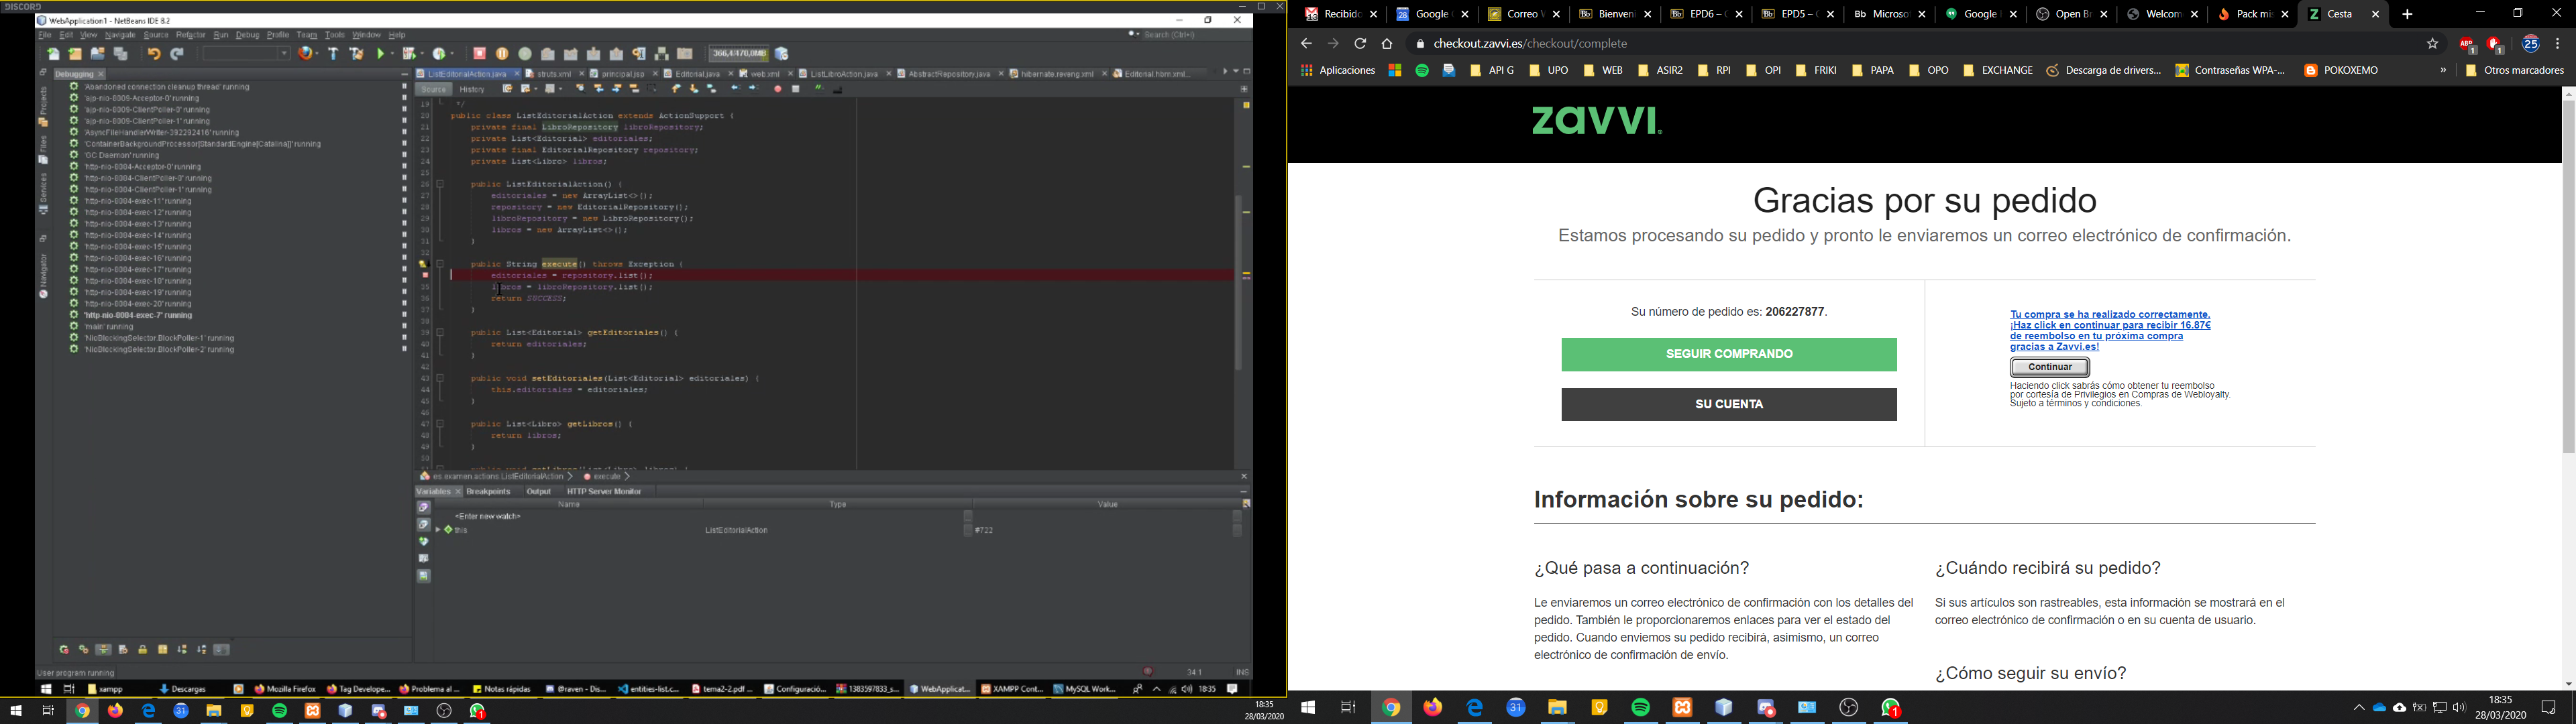 DISCORD
WebApplication1 - NetBeans IDE 8.2
File Edit View Navigate Source Refactor Run Debug Profile Team Tools Window Help
Search (Ctrl+I)
366,4/470,0MB
Debugging
ListEditorialAction.java struts.xml principal.jsp Editorial.java web.xml ListLibroAction.java AbstractRepository.java hibernate.reveng.xml Editorial.hbm.xml...
Source History
Projects
Files
Services
Navigator
'Abandoned connection cleanup thread' running
'ajp-nio-8009-Acceptor-0' running
'ajp-nio-8009-ClientPoller-0' running
'ajp-nio-8009-ClientPoller-1' running
'AsyncFileHandlerWriter-392292416' running
'ContainerBackgroundProcessor[StandardEngine[Catalina]]' running
'GC Daemon' running
'http-nio-8084-Acceptor-0' running
'http-nio-8084-ClientPoller-0' running
'http-nio-8084-ClientPoller-1' running
'http-nio-8084-exec-11' running
'http-nio-8084-exec-12' running
'http-nio-8084-exec-13' running
'http-nio-8084-exec-14' running
'http-nio-8084-exec-15' running
'http-nio-8084-exec-16' running
'http-nio-8084-exec-17' running
'http-nio-8084-exec-18' running
'http-nio-8084-exec-19' running
'http-nio-8084-exec-20' running
'http-nio-8084-exec-7' running
'main' running
'NioBlockingSelector.BlockPoller-1' running
'NioBlockingSelector.BlockPoller-2' running
19 */
20 public class ListEditorialAction extends ActionSupport {
21 private final LibroRepository libroRepository;
22 private List<Editorial> editoriales;
23 private final EditorialRepository repository;
24 private List<Libro> libros;
25
26 public ListEditorialAction() {
27 editoriales = new ArrayList<>();
28 repository = new EditorialRepository();
29 libroRepository = new LibroRepository();
30 libros = new ArrayList<>();
31 }
32
public String execute() throws Exception {
editoriales = repository.list();
35 libros = libroRepository.list();
36 return SUCCESS;
37 }
38
39 public List<Editorial> getEditoriales() {
40 return editoriales;
41 }
42
43 public void setEditoriales(List<Editorial> editoriales) {
44 this.editoriales = editoriales;
45 }
46
47 public List<Libro> getLibros() {
48 return libros;
49 }
50
es.examen.actions.ListEditorialAction execute
Variables Breakpoints Output HTTP Server Monitor
Name Type Value
<Enter new watch>
this ListEditorialAction #722
User program running
34:1 INS
xampp Descargas Mozilla Firefox Tag Develope... Problema al ... Notas rápidas @raven - Dis... entities-list.c... tema2-2.pdf ... Configuració... 1383597833_s... WebApplicat... XAMPP Cont... MySQL Work... 18:35
18:35
28/03/2020
Recibido Google Correo V Bienveni EPD6 – EPD5 – Microsof Google Open Br Welcom Pack mi Cesta
checkout.zavvi.es/checkout/complete
Aplicaciones API G UPO WEB ASIR2 RPI OPI FRIKI PAPA OPO EXCHANGE Descarga de drivers... Contraseñas WPA-... POKOXEMO » Otros marcadores
zavvi.
Gracias por su pedido
Estamos procesando su pedido y pronto le enviaremos un correo electrónico de confirmación.
Su número de pedido es: 206227877.
SEGUIR COMPRANDO
SU CUENTA
Tu compra se ha realizado correctamente.
¡Haz click en continuar para recibir 16.87€
de reembolso en tu próxima compra
gracias a Zavvi.es!
Continuar
Haciendo click sabrás cómo obtener tu reembolso
por cortesía de Privilegios en Compras de Webloyalty.
Sujeto a términos y condiciones.
Información sobre su pedido:
¿Qué pasa a continuación?
Le enviaremos un correo electrónico de confirmación con los detalles del
pedido. También le proporcionaremos enlaces para ver el estado del
pedido. Cuando enviemos su pedido recibirá, asimismo, un correo
electrónico de confirmación de envío.
¿Cuándo recibirá su pedido?
Si sus artículos son rastreables, esta información se mostrará en el
correo electrónico de confirmación o en su cuenta de usuario.
¿Cómo seguir su envío?
18:35
28/03/2020